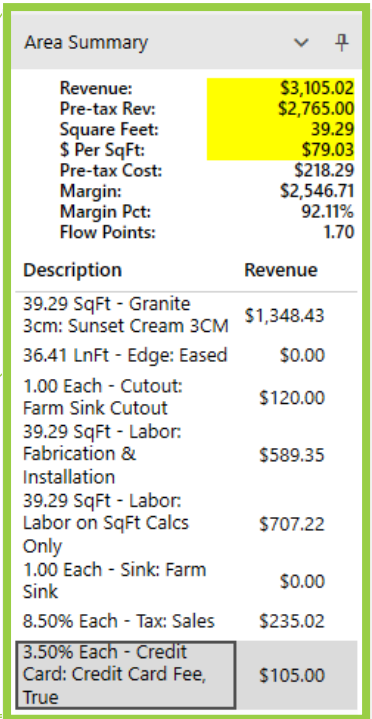 Area Summary
Revenue: $3,105.02
Pre-tax Rev: $2,765.00
Square Feet: 39.29
$ Per SqFt: $79.03
Pre-tax Cost: $218.29
Margin: $2,546.71
Margin Pct: 92.11%
Flow Points: 1.70
Description Revenue
39.29 SqFt - Granite
3cm: Sunset Cream 3CM $1,348.43
36.41 LnFt - Edge: Eased $0.00
1.00 Each - Cutout:
Farm Sink Cutout $120.00
39.29 SqFt - Labor:
Fabrication & $589.35
Installation
39.29 SqFt - Labor:
Labor on SqFt Calcs $707.22
Only
1.00 Each - Sink: Farm
Sink $0.00
8.50% Each - Tax: Sales $235.02
3.50% Each - Credit
Card: Credit Card Fee, $105.00
True